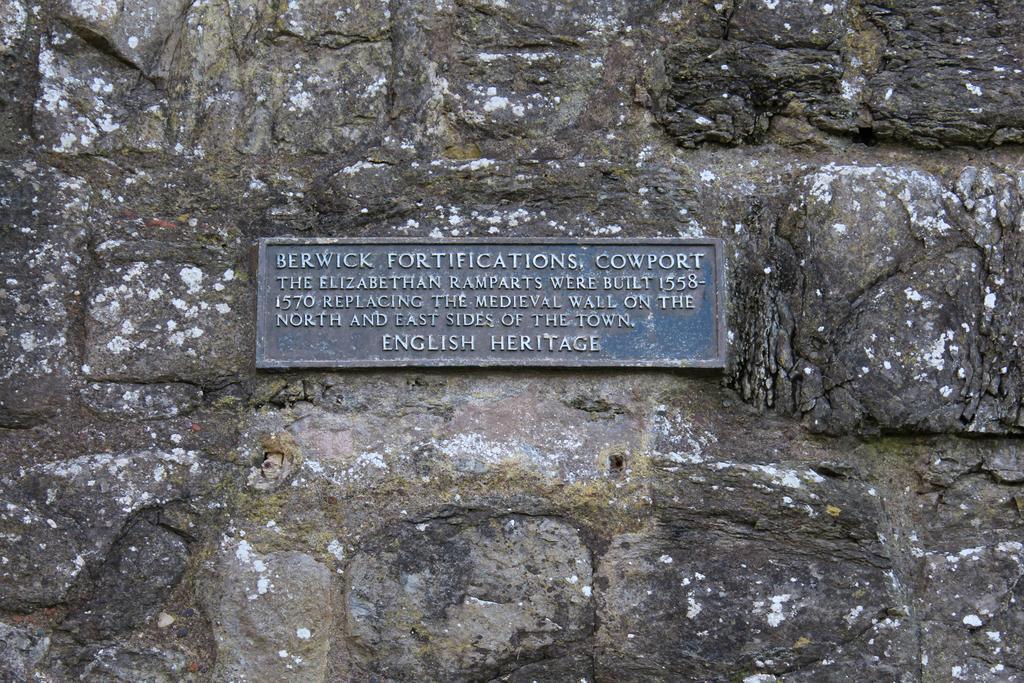 BERWICK FORTIFICATIONS, COWPORT
THE ELIZABETHAN RAMPARTS WERE BUILT 1558-
1570 REPLACING THE MEDIEVAL WALL ON THE
NORTH AND EAST SIDES OF THE TOWN.
ENGLISH HERITAGE